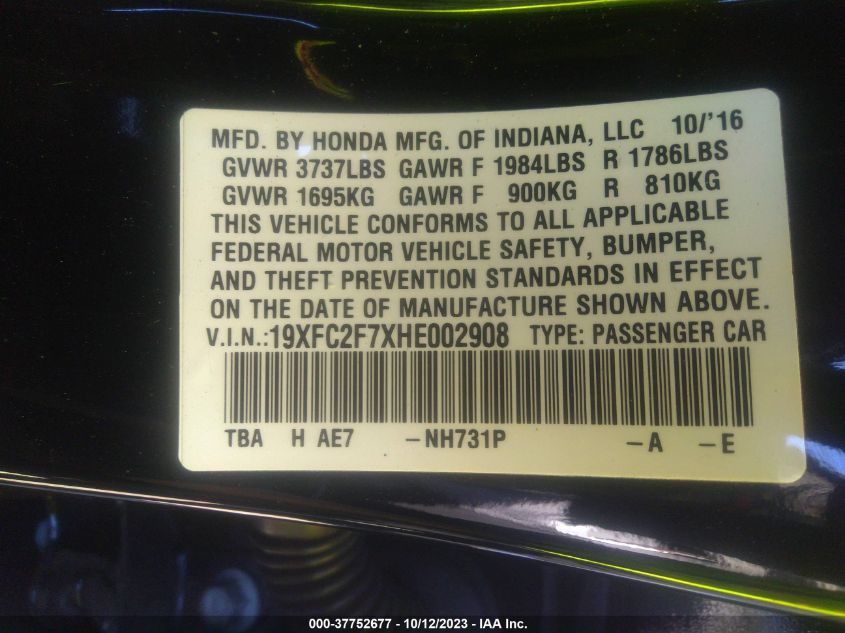 MFD. BY HONDA MFG. OF INDIANA, LLC 10/'16
GVWR 3737LBS GAWR F 1984LBS R 1786LBS
GVWR 1695KG GAWR F 900KG R 810KG
THIS VEHICLE CONFORMS TO ALL APPLICABLE
FEDERAL MOTOR VEHICLE SAFETY, BUMPER,
AND THEFT PREVENTION STANDARDS IN EFFECT
ON THE DATE OF MANUFACTURE SHOWN ABOVE.
V.I.N.:19XFC2F7XHE002908 TYPE: PASSENGER CAR
TBA H AE7 –NH731P –A –E
000-37752677 - 10/12/2023 - IAA Inc.